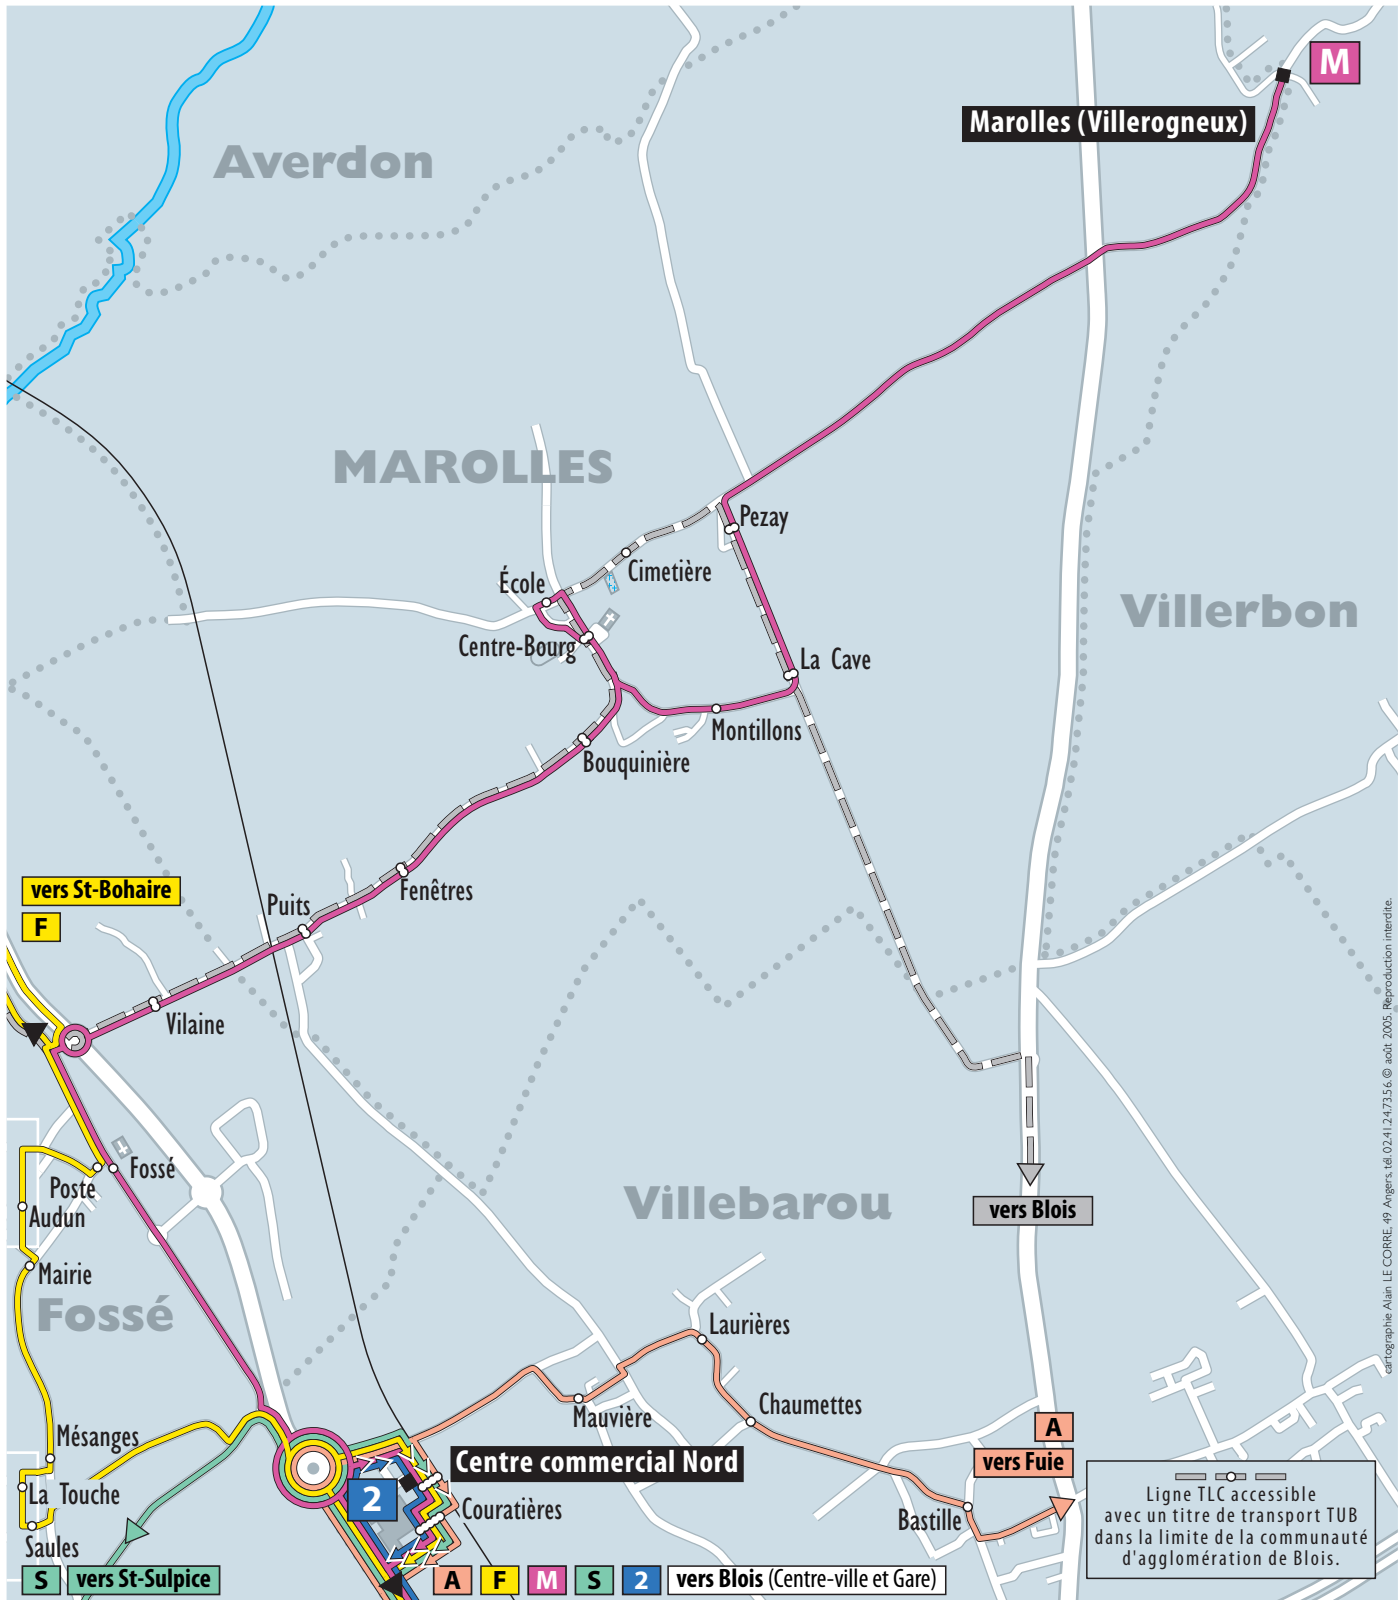 M
Marolles (Villerogneux)
Averdon
MAROLLES
Pezay
Cimetière
École
Villerbon
Centre-Bourg
La Cave
Montillons
Bouquinière
vers St-Bohaire
F
Fenêtres
Puits
Vilaine
Fossé
Poste
Audun
Villebarou
vers Blois
Mairie
Fossé
Laurières
Mauvière
Chaumettes
A
vers Fuie
Mésanges
Centre commercial Nord
2
La Touche
Couratières
Bastille
Saules
Ligne TLC accessible
avec un titre de transport TUB
dans la limite de la communauté
d'agglomération de Blois.
S vers St-Sulpice
A F M S 2 vers Blois (Centre-ville et Gare)
cartographie Alain LE CORRE, 49 Angers, tél. 02.41.24.73.56. © août 2005. Reproduction interdite.